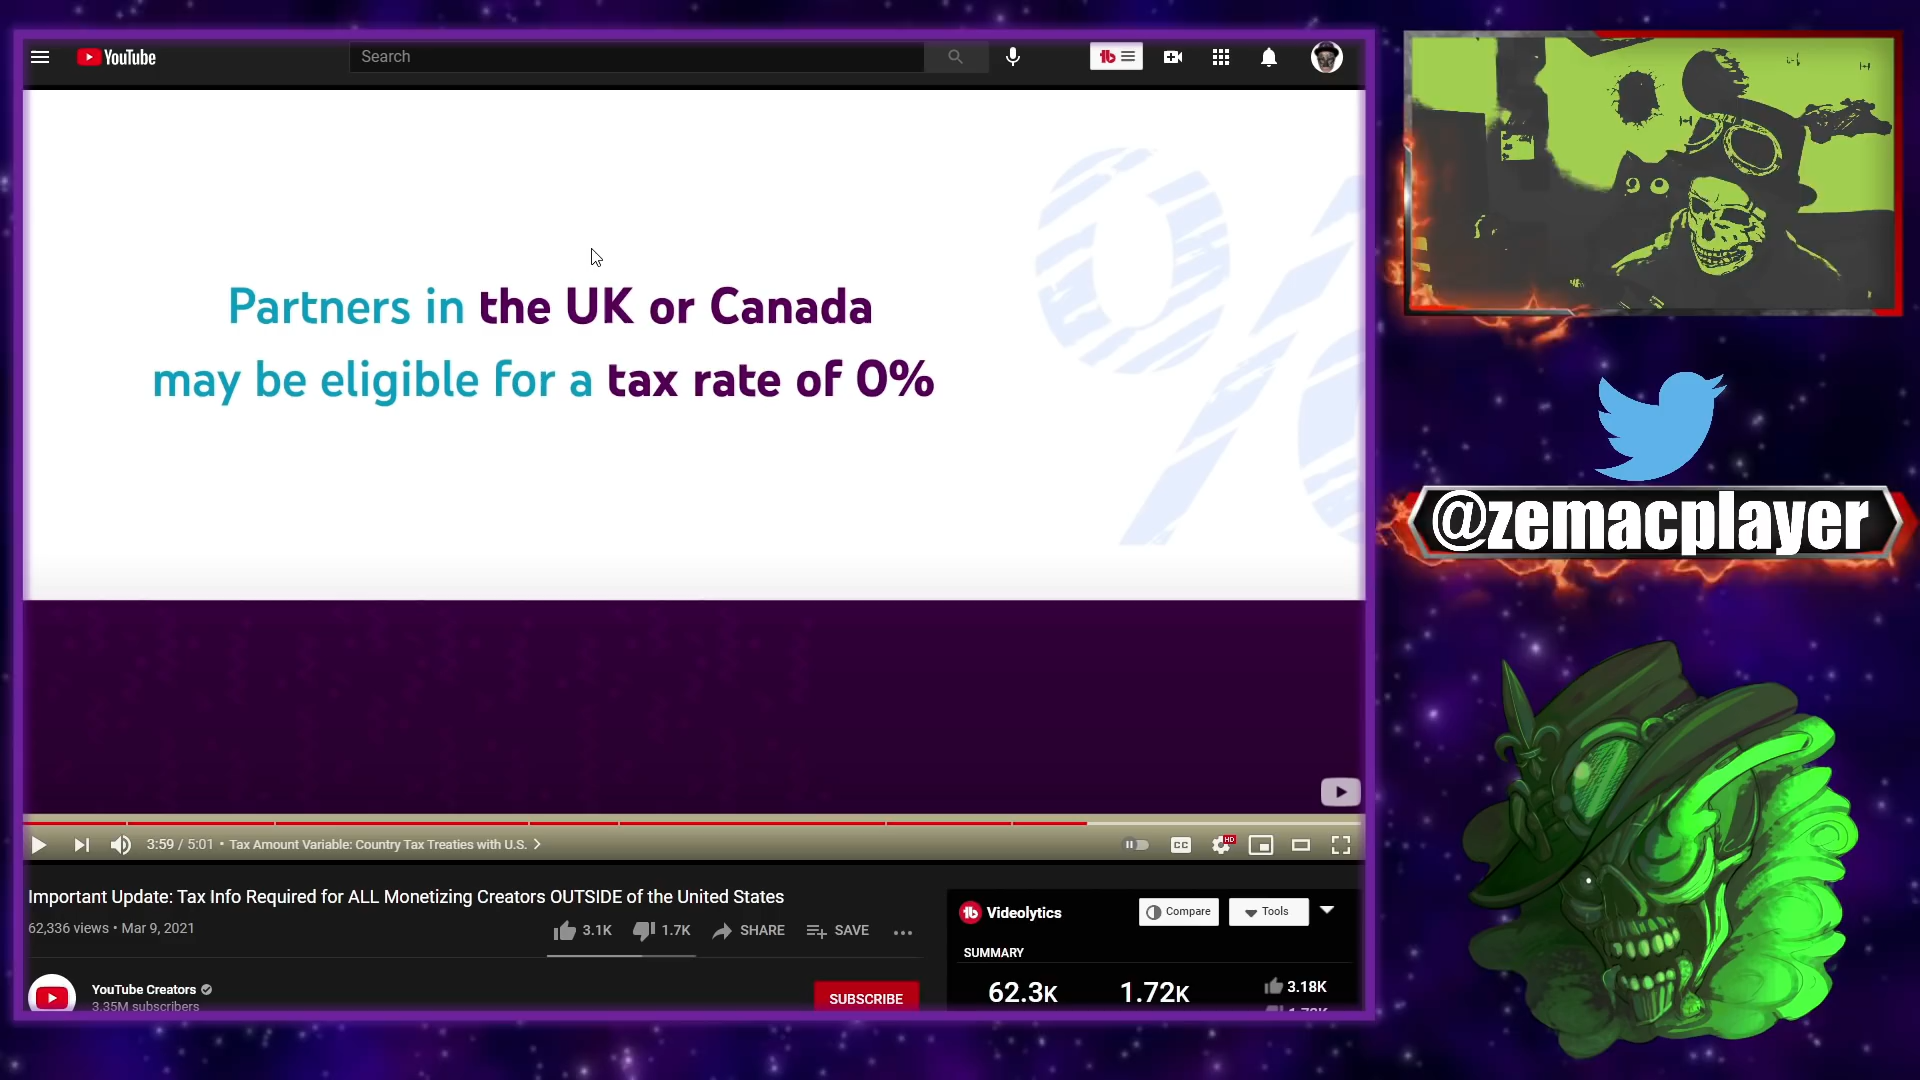 YouTube
Search
Partners in the UK or Canada
may be eligible for a tax rate of 0%
3:59 / 5:01 • Tax Amount Variable: Country Tax Treaties with U.S.
CC
HD
Important Update: Tax Info Required for ALL Monetizing Creators OUTSIDE of the United States
62,336 views • Mar 9, 2021
3.1K
1.7K
SHARE
SAVE
YouTube Creators
3.35M subscribers
SUBSCRIBE
Videolytics
Compare
Tools
SUMMARY
62.3K
1.72K
3.18K
@zemacplayer